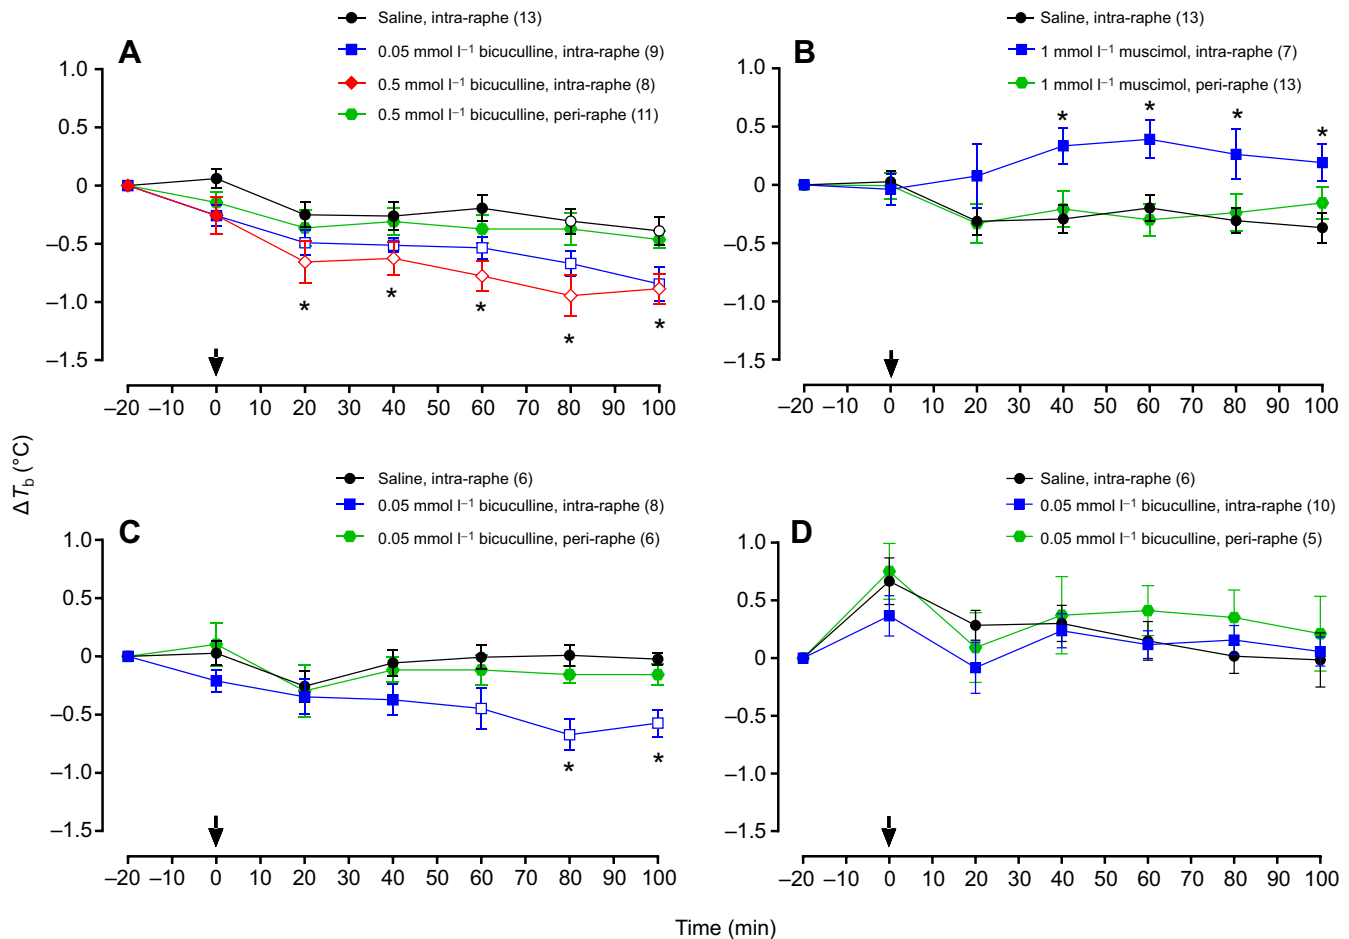 A
Saline, intra-raphe (13)
0.05 mmol l⁻¹ bicuculline, intra-raphe (9)
0.5 mmol l⁻¹ bicuculline, intra-raphe (8)
0.5 mmol l⁻¹ bicuculline, peri-raphe (11)
1.0
0.5
0
–0.5
–1.0
–1.5
* * * * *
–20 –10 0 10 20 30 40 50 60 70 80 90 100
B
Saline, intra-raphe (13)
1 mmol l⁻¹ muscimol, intra-raphe (7)
1 mmol l⁻¹ muscimol, peri-raphe (13)
1.0
0.5
0
–0.5
–1.0
–1.5
* * * *
–20 –10 0 10 20 30 40 50 60 70 80 90 100
ΔTb (°C)
C
Saline, intra-raphe (6)
0.05 mmol l⁻¹ bicuculline, intra-raphe (8)
0.05 mmol l⁻¹ bicuculline, peri-raphe (6)
1.0
0.5
0
–0.5
–1.0
–1.5
* *
–20 –10 0 10 20 30 40 50 60 70 80 90 100
D
Saline, intra-raphe (6)
0.05 mmol l⁻¹ bicuculline, intra-raphe (10)
0.05 mmol l⁻¹ bicuculline, peri-raphe (5)
1.0
0.5
0
–0.5
–1.0
–1.5
–20 –10 0 10 20 30 40 50 60 70 80 90 100
Time (min)